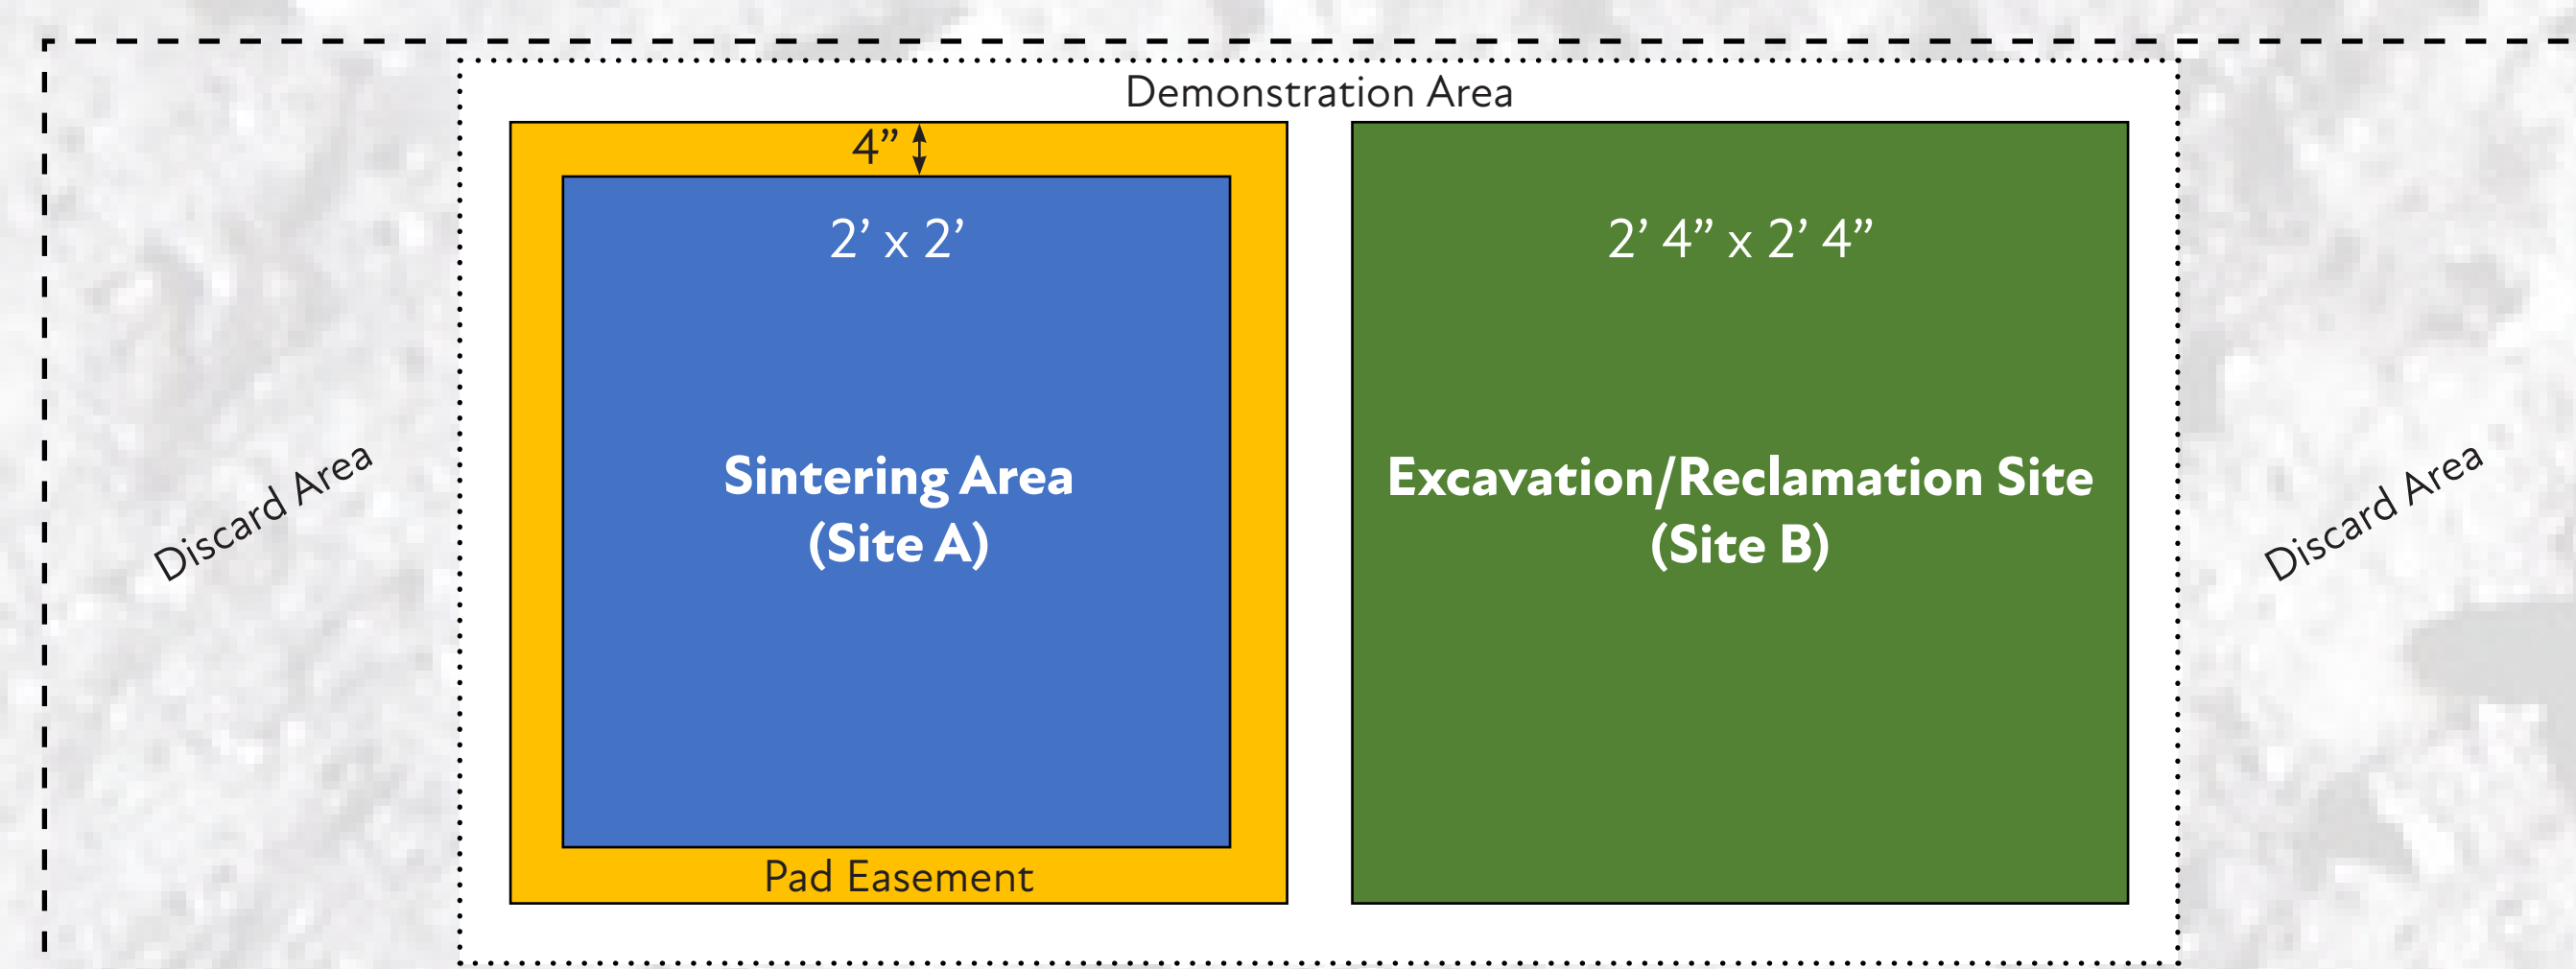 Demonstration Area
4”
2’ x 2’
2’ 4” x 2’ 4”
Sintering Area
(Site A)
Excavation/Reclamation Site
(Site B)
Discard Area
Discard Area
Pad Easement